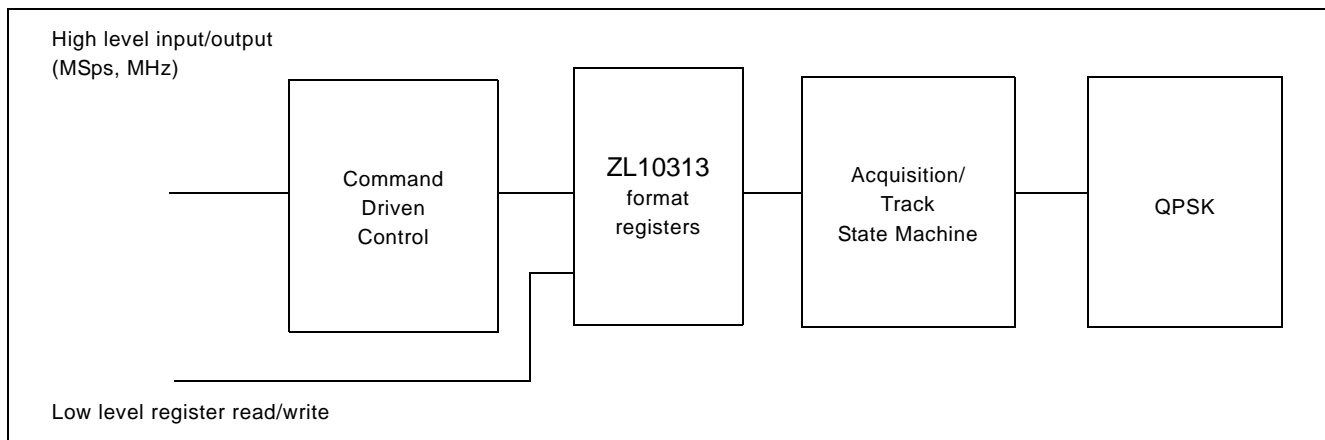 High level input/output
(MSps, MHz)
Command
Driven
Control
ZL10313
format
registers
Acquisition/
Track
State Machine
QPSK
Low level register read/write